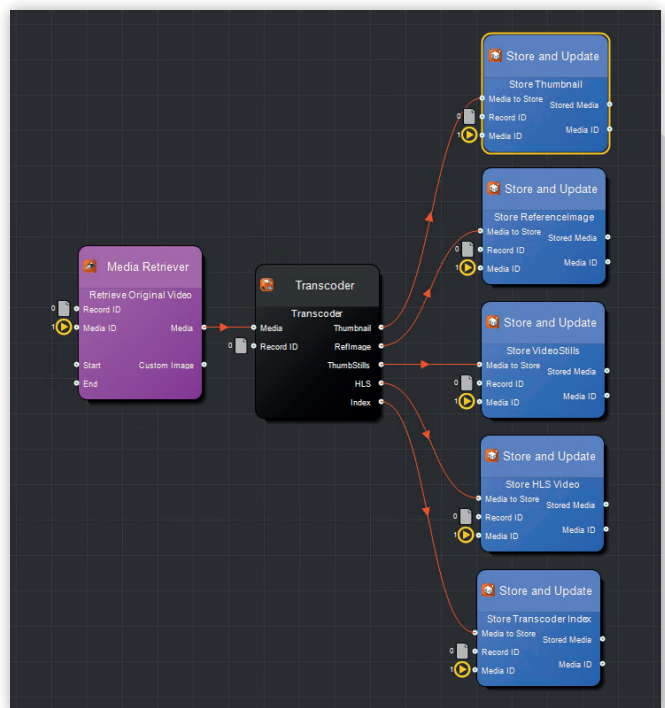 Store and Update
Store Thumbnail
Media to Store
Stored Media
0 Record ID
1 Media ID
Media ID
Store and Update
Store ReferenceImage
Media to Store
Stored Media
0 Record ID
1 Media ID
Media ID
Media Retriever
Retrieve Original Video
0 Record ID
1 Media ID
Media
Start
Custom Image
End
Transcoder
Transcoder
Media
Thumbnail
0 Record ID
RefImage
ThumbStills
HLS
Index
Store and Update
Store VideoStills
Media to Store
Stored Media
0 Record ID
1 Media ID
Media ID
Store and Update
Store HLS Video
Media to Store
Stored Media
0 Record ID
1 Media ID
Media ID
Store and Update
Store Transcoder Index
Media to Store
Stored Media
0 Record ID
1 Media ID
Media ID